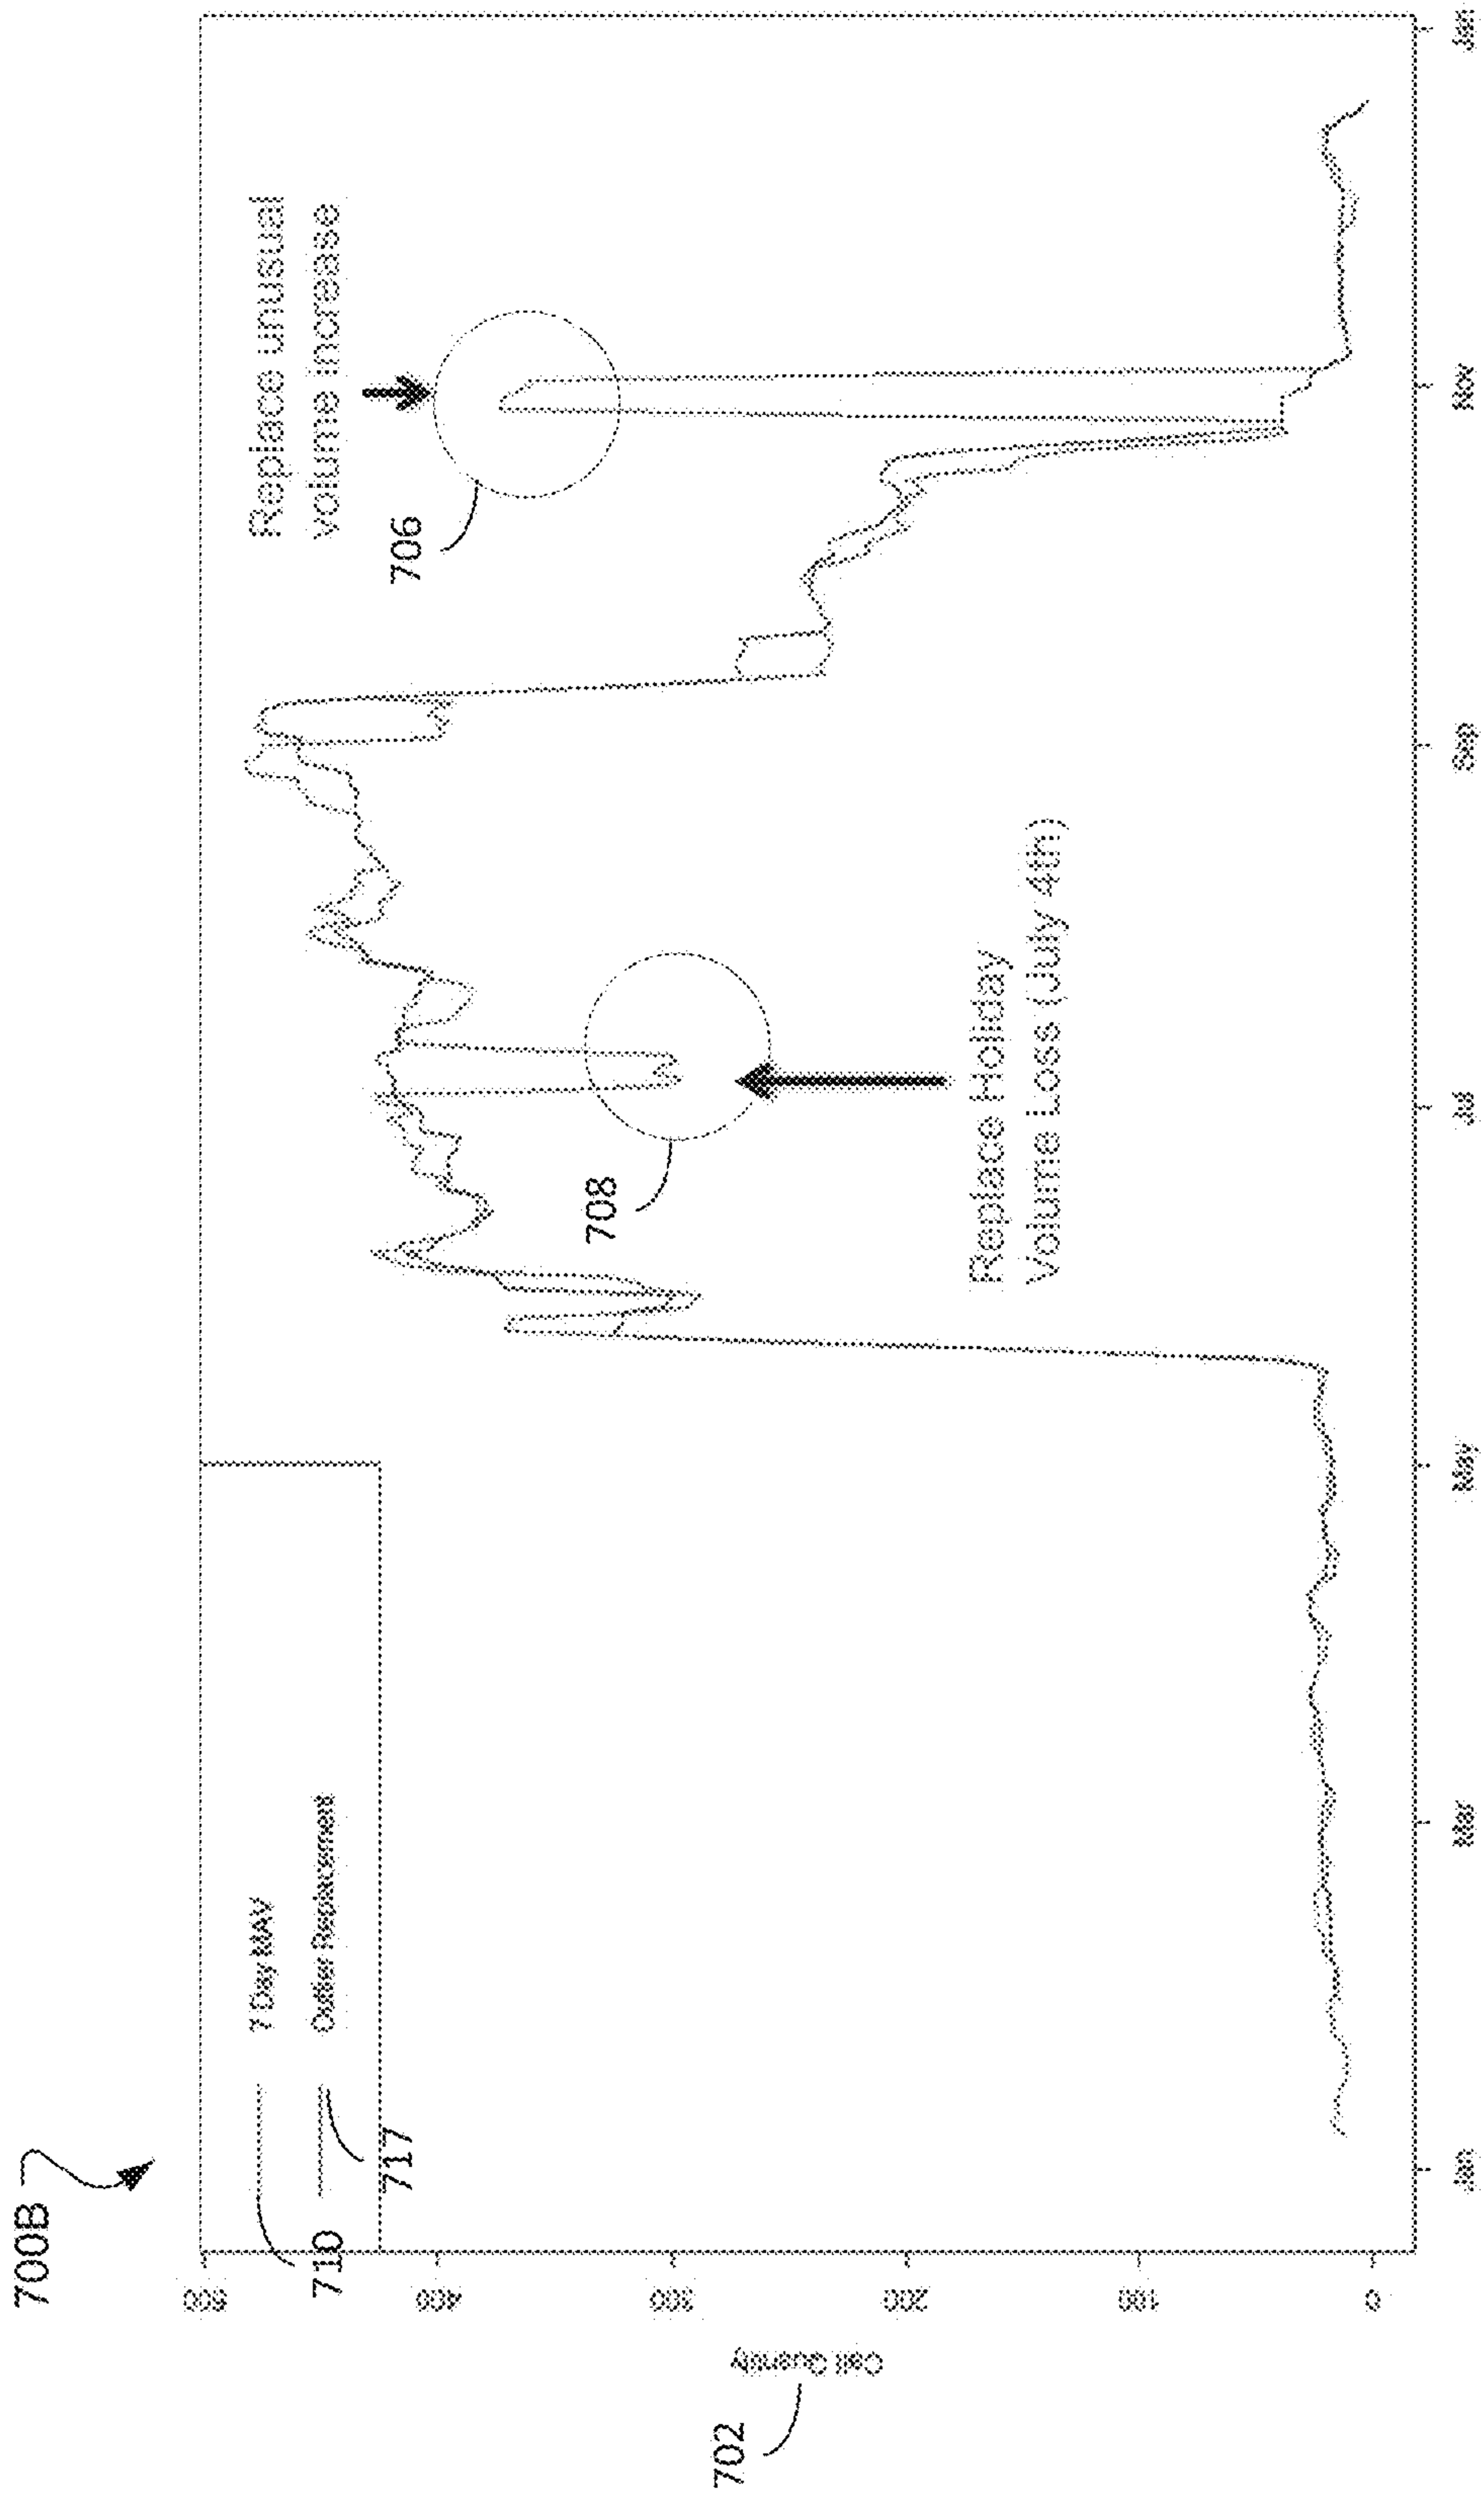 700B
7 Day MAV
Outlier Replacement
710
717
Replace unusual
volume increase
706
708
Replace Holiday
Volume Loss (July 4th)
702
Call Quantity
500
400
300
200
100
0
Jan
Mar
May
Jul
Sep
Nov
Jan